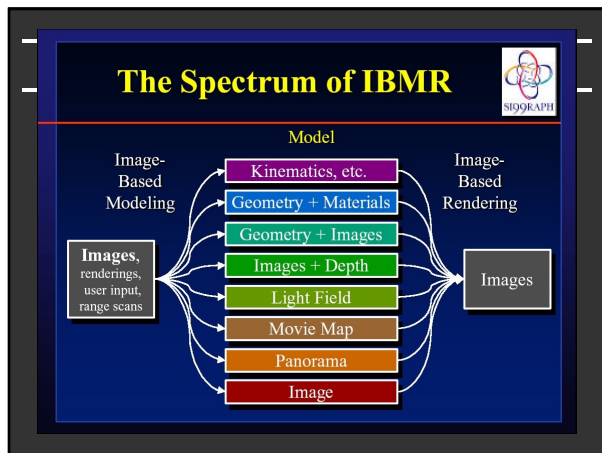 The Spectrum of IBMR
SI99RAPH
Model
Image-
Based
Modeling
Image-
Based
Rendering
Kinematics, etc.
Geometry + Materials
Geometry + Images
Images + Depth
Light Field
Movie Map
Panorama
Image
Images,
renderings,
user input,
range scans
Images